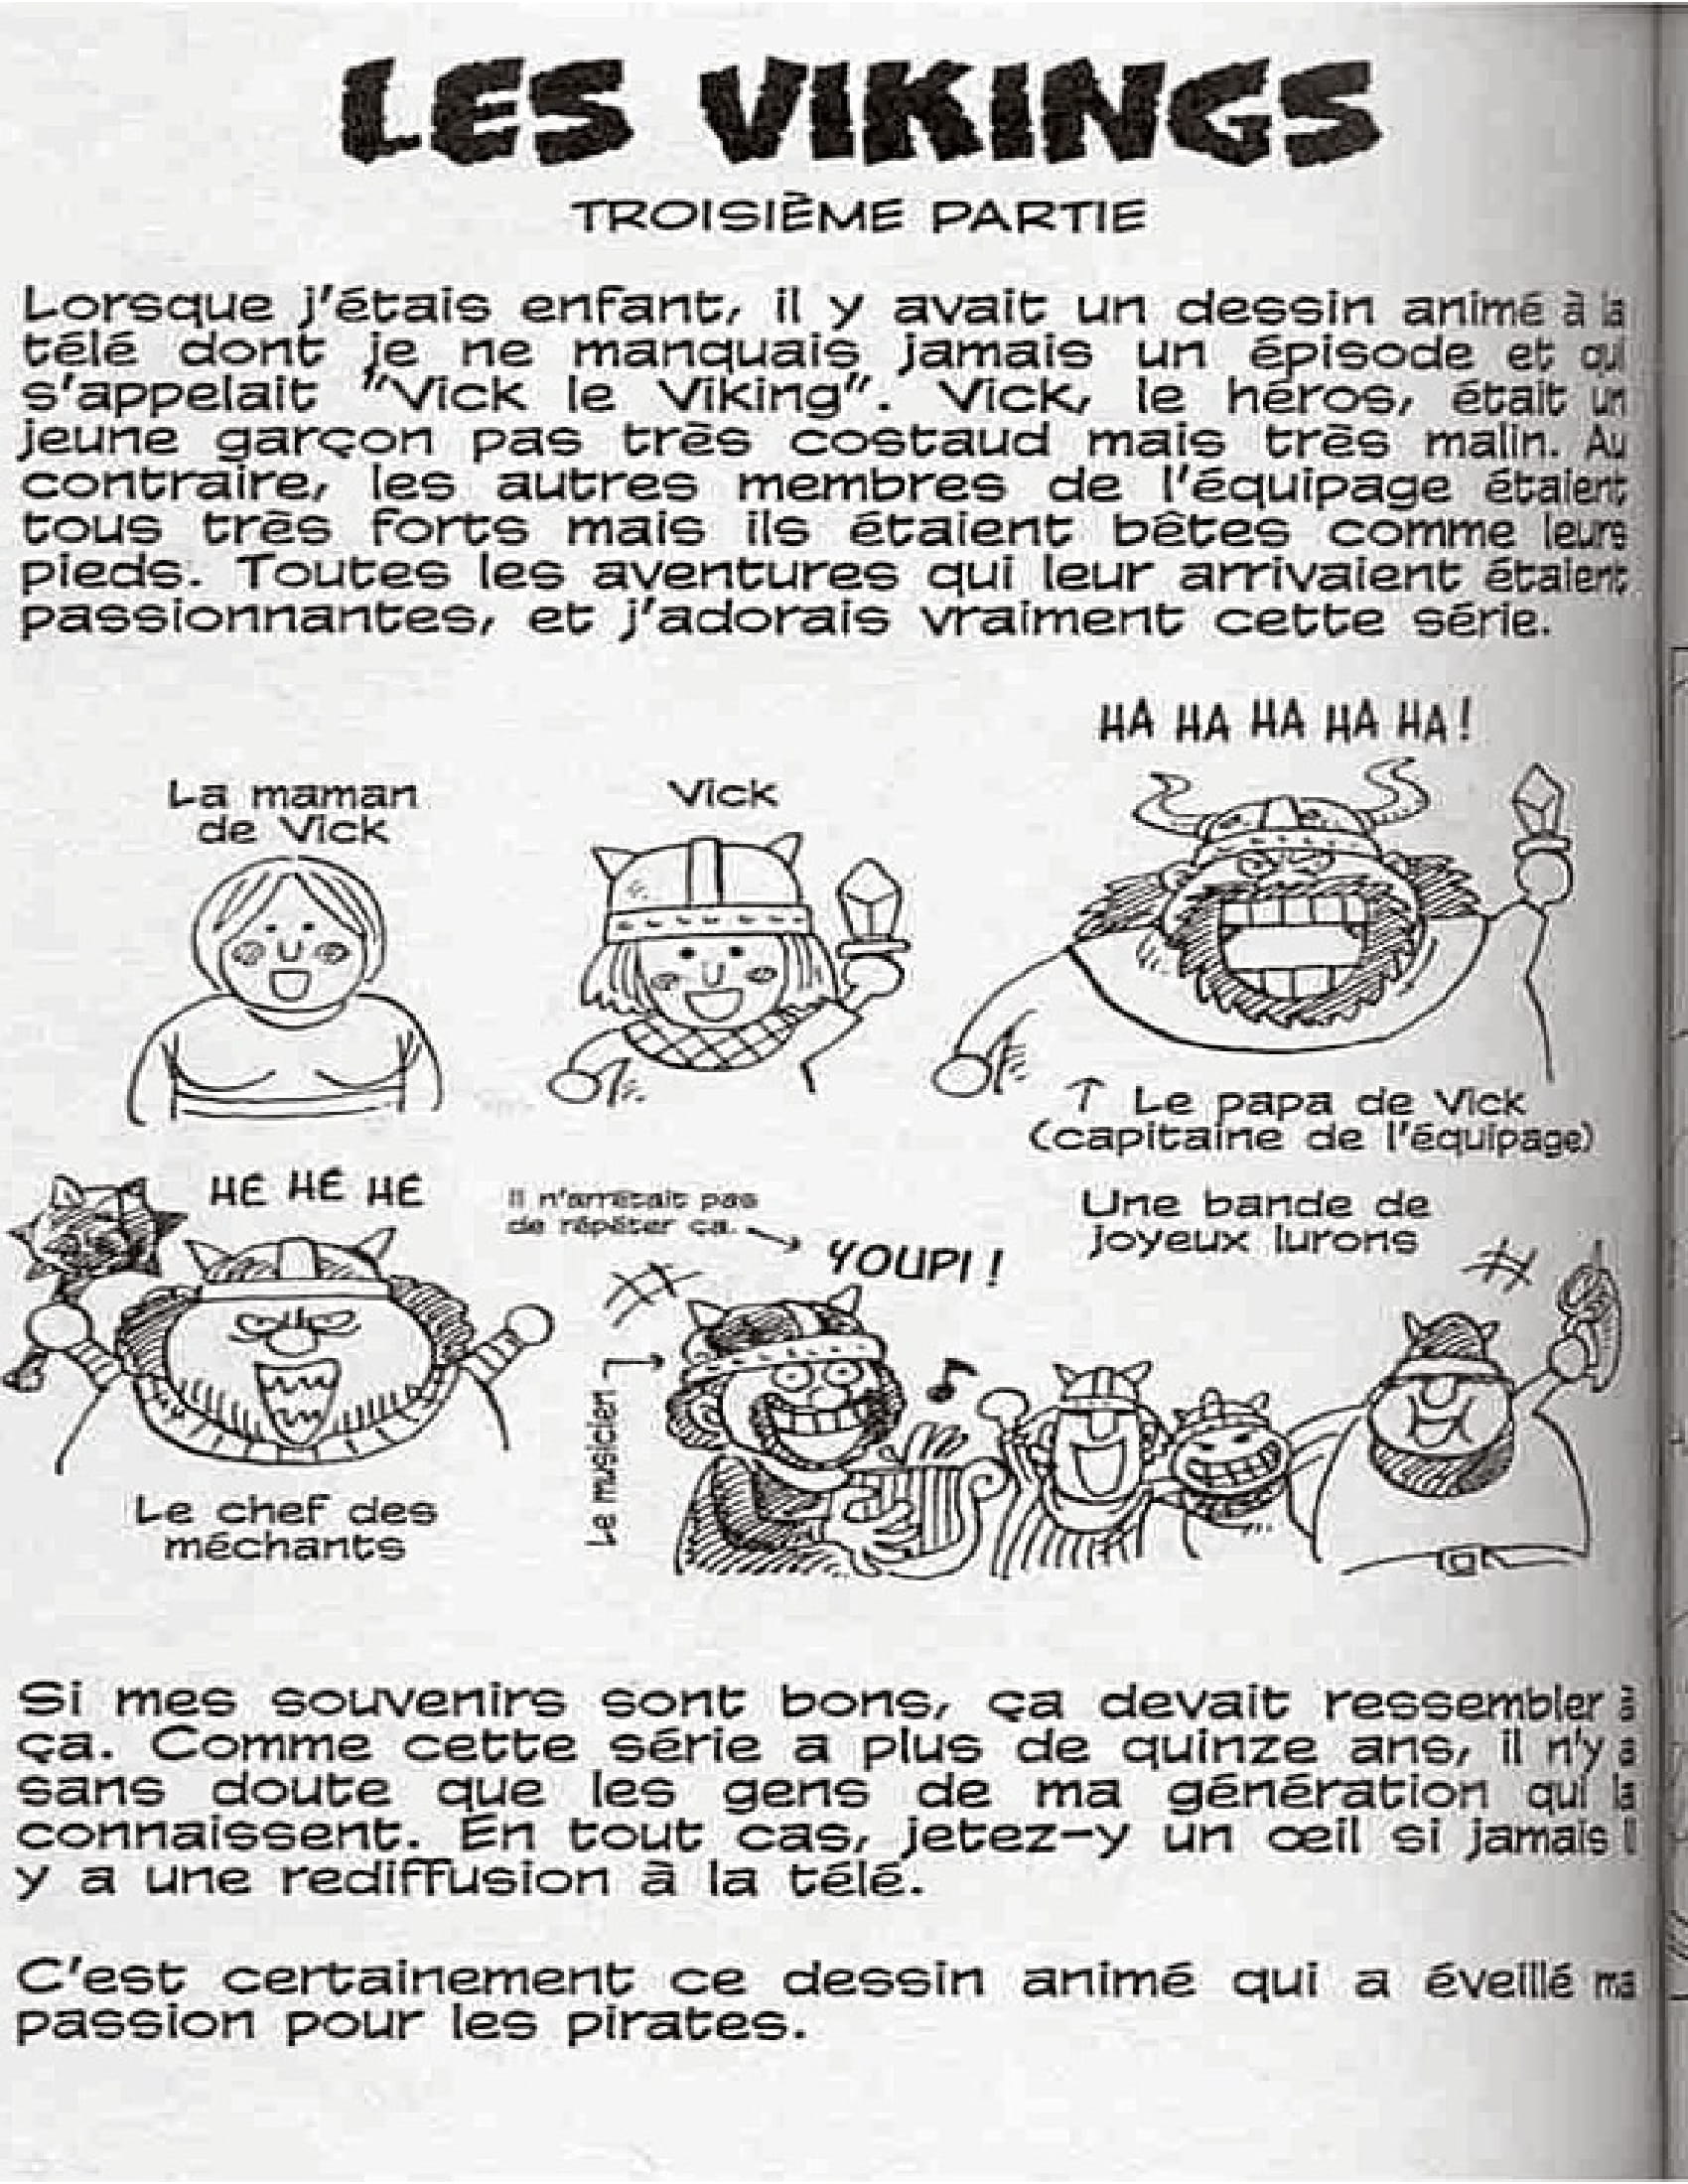 LES VIKINGS
TROISIÈME PARTIE
Lorsque j'étais enfant, il y avait un dessin animé à la
télé dont je ne manquais jamais un épisode et qui
s'appelait "Vick le Viking". Vick, le héros, était un
jeune garçon pas très costaud mais très malin. Au
contraire, les autres membres de l'équipage étaient
tous très forts mais ils étaient bêtes comme leurs
pieds. Toutes les aventures qui leur arrivaient étaient
passionnantes, et j'adorais vraiment cette série.
HA HA HA HA HA!
La maman
de Vick
Vick
↑ Le papa de Vick
(capitaine de l'équipage)
HÉ HÉ HÉ
Il n'arrêtait pas
de répéter ça.
YOUPI !
Une bande de
joyeux lurons
Le musicien
Le chef des
méchants
Si mes souvenirs sont bons, ça devait ressembler à
ça. Comme cette série a plus de quinze ans, il n'y a
sans doute que les gens de ma génération qui la
connaissent. En tout cas, jetez-y un œil si jamais il
y a une rediffusion à la télé.
C'est certainement ce dessin animé qui a éveillé ma
passion pour les pirates.